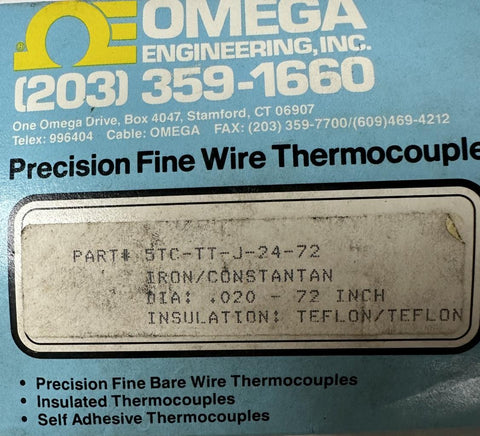 OMEGA
ENGINEERING, INC.
(203) 359-1660
One Omega Drive, Box 4047, Stamford, CT 06907
Telex: 996404 Cable: OMEGA FAX: (203) 359-7700/(609)469-4212
Precision Fine Wire Thermocouple
PART# 5TC-TT-J-24-72
IRON/CONSTANTAN
DIA: .020 - 72 INCH
INSULATION: TEFLON/TEFLON
• Precision Fine Bare Wire Thermocouples
• Insulated Thermocouples
• Self Adhesive Thermocouples